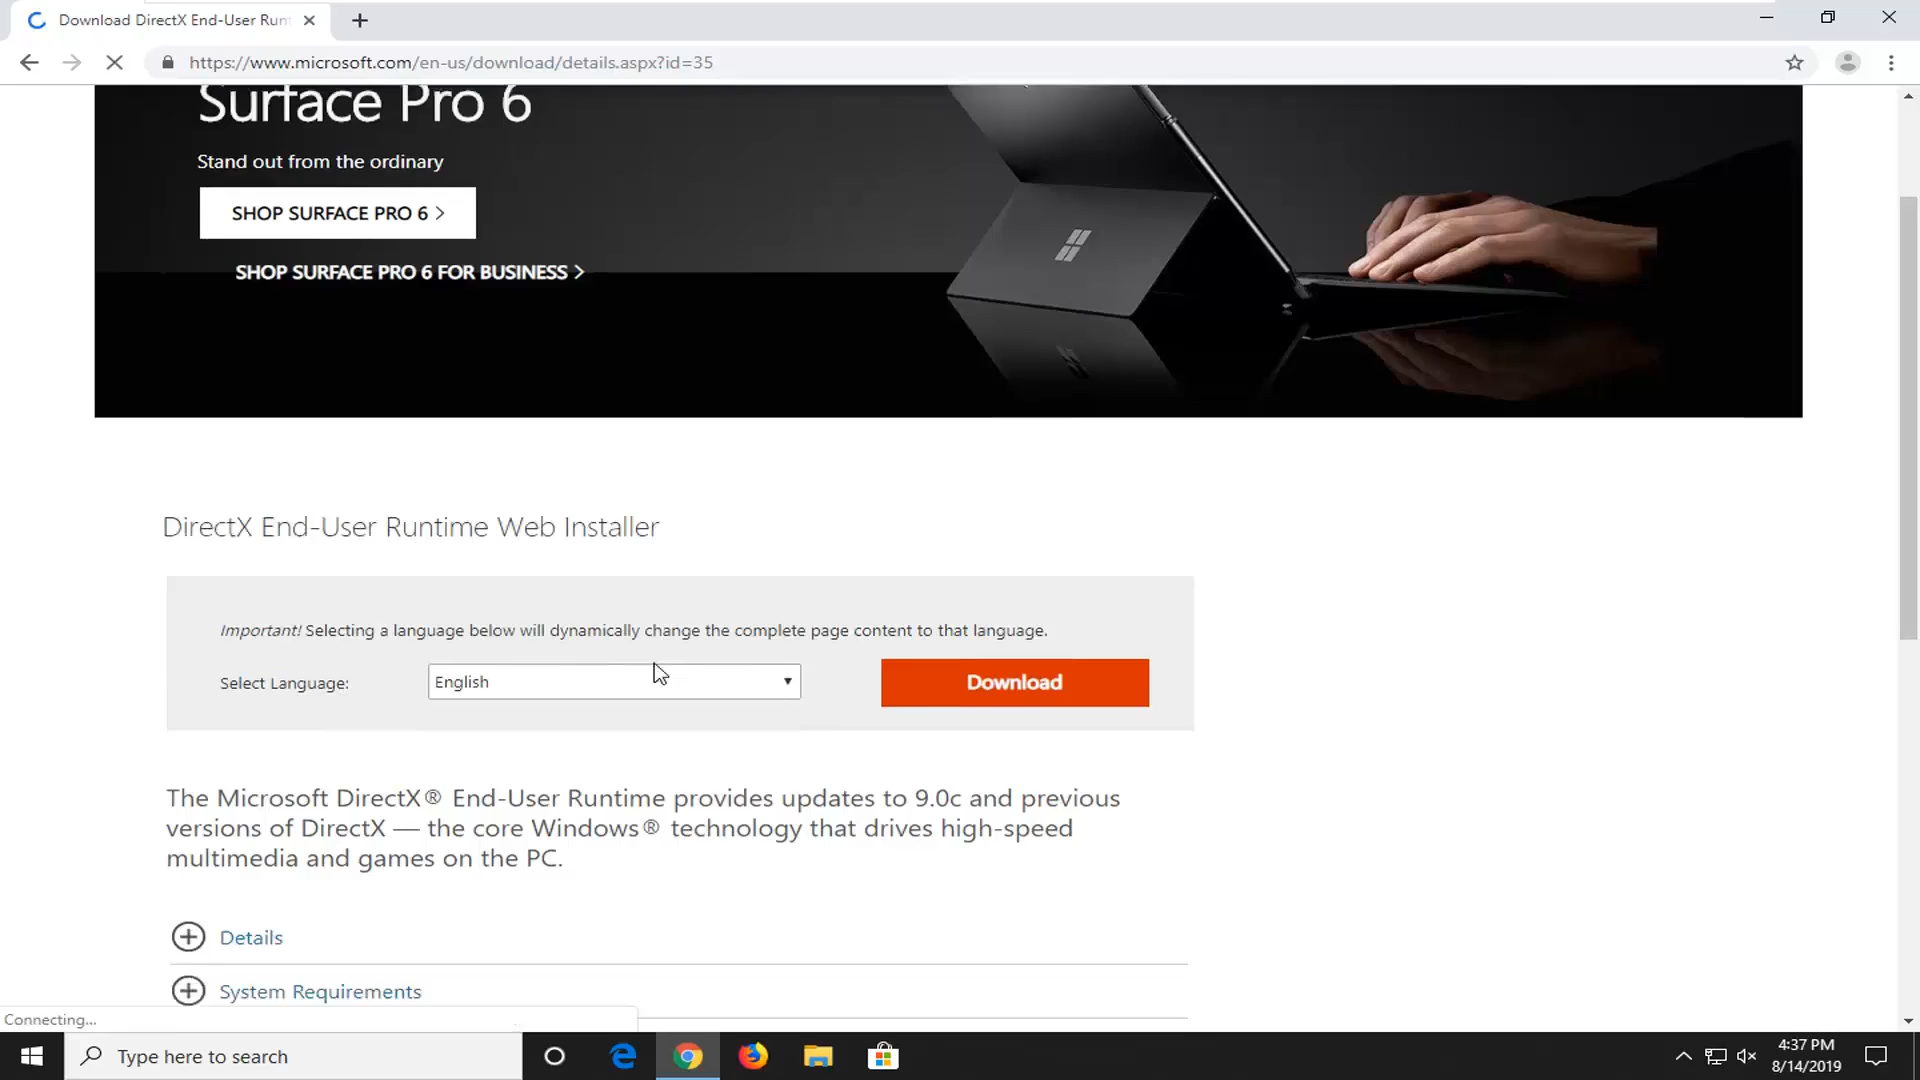 Download DirectX End-User Runt
https://www.microsoft.com/en-us/download/details.aspx?id=35
Surface Pro 6
Stand out from the ordinary
SHOP SURFACE PRO 6 >
SHOP SURFACE PRO 6 FOR BUSINESS >
DirectX End-User Runtime Web Installer
Important! Selecting a language below will dynamically change the complete page content to that language.
Select Language:
English
Download
The Microsoft DirectX® End-User Runtime provides updates to 9.0c and previous
versions of DirectX — the core Windows® technology that drives high-speed
multimedia and games on the PC.
Details
System Requirements
Connecting...
Type here to search
4:37 PM
8/14/2019